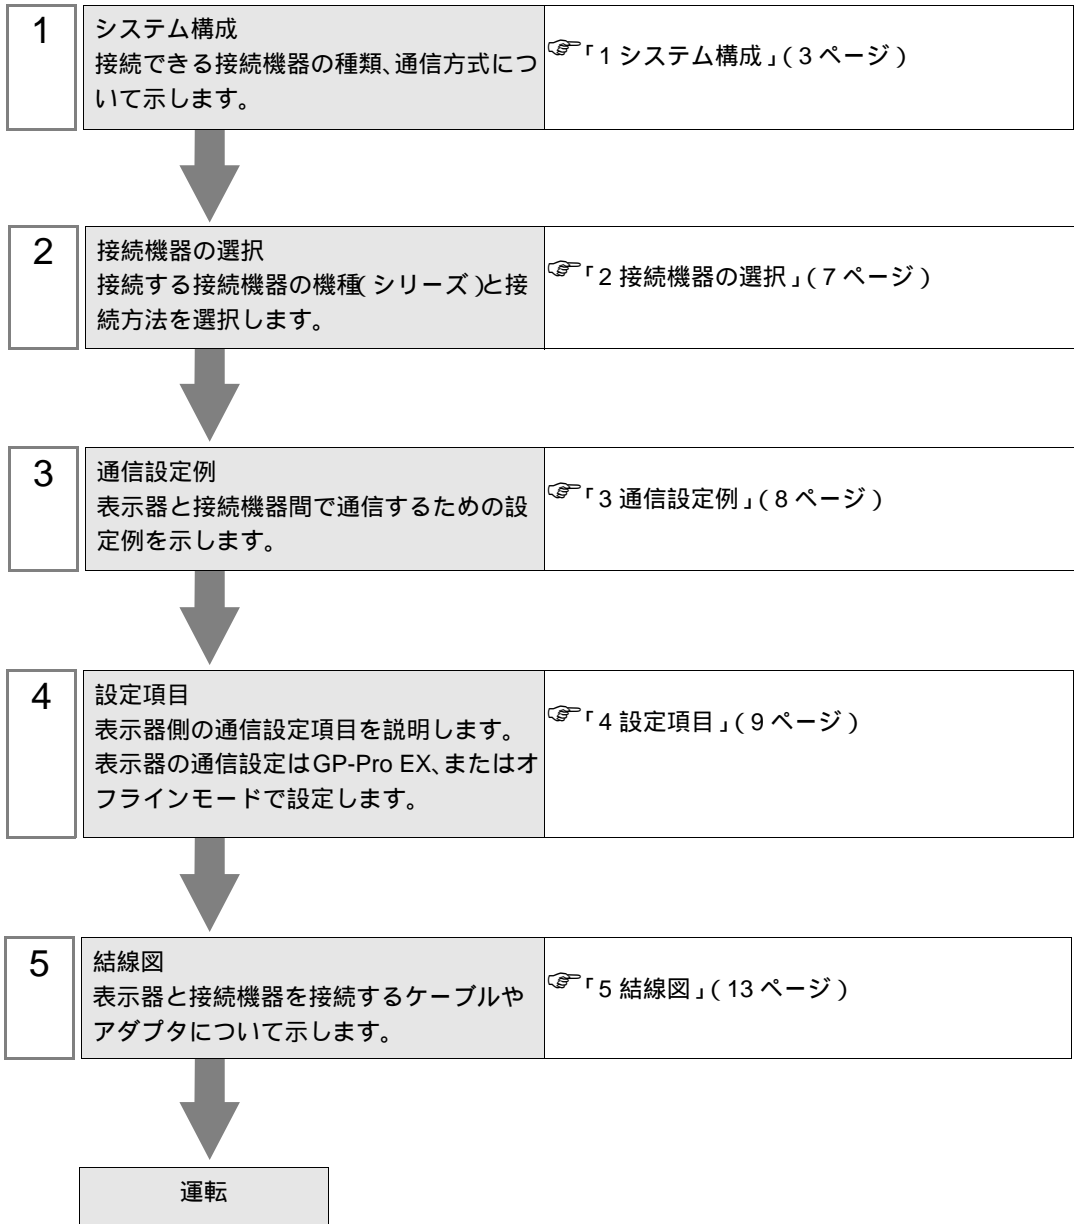 1
システム構成
接続できる接続機器の種類、通信方式につ
いて示します。
☞「1 システム構成」( 3 ページ )
2
接続機器の選択
接続する接続機器の機種( シリーズ )と接
続方法を選択します。
☞「2 接続機器の選択」( 7 ページ )
3
通信設定例
表示器と接続機器間で通信するための設
定例を示します。
☞「3 通信設定例」( 8 ページ )
4
設定項目
表示器側の通信設定項目を説明します。
表示器の通信設定はGP-Pro EX、またはオ
フラインモードで設定します。
☞「4 設定項目」( 9 ページ )
5
結線図
表示器と接続機器を接続するケーブルや
アダプタについて示します。
☞「5 結線図」( 13 ページ )
運転